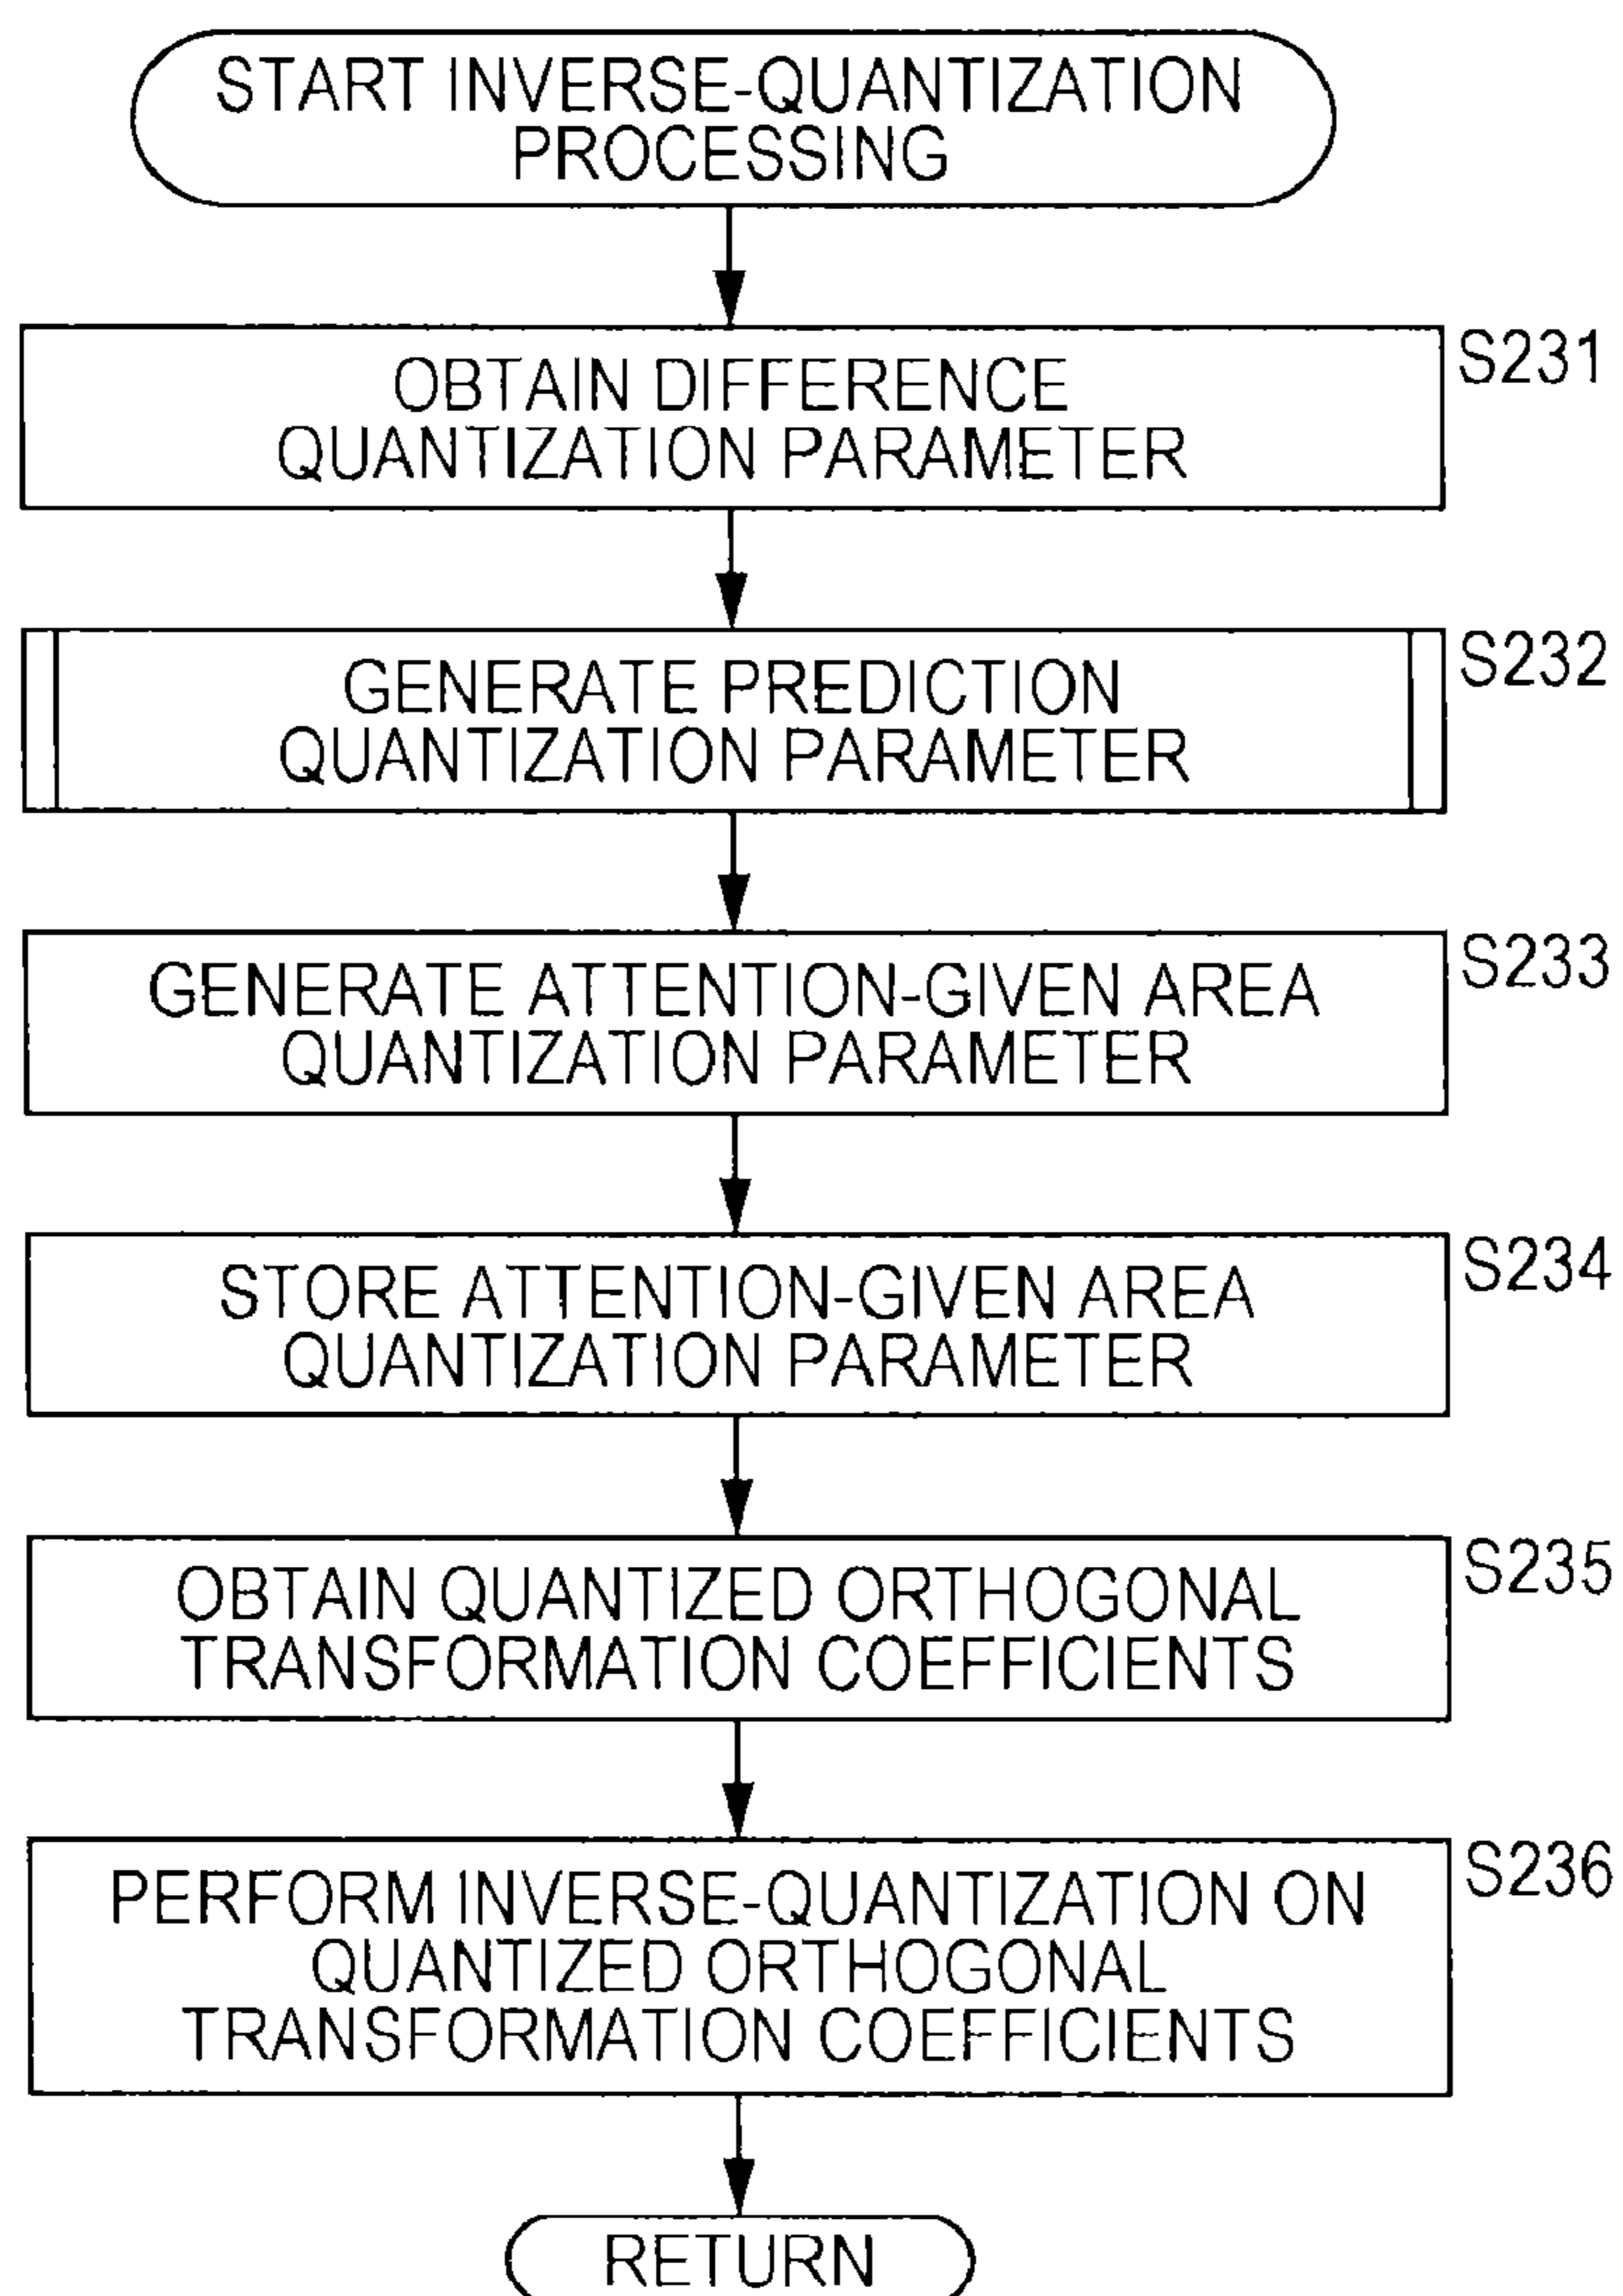 START INVERSE-QUANTIZATION
PROCESSING
OBTAIN DIFFERENCE
QUANTIZATION PARAMETER
S231
GENERATE PREDICTION
QUANTIZATION PARAMETER
S232
GENERATE ATTENTION-GIVEN AREA
QUANTIZATION PARAMETER
S233
STORE ATTENTION-GIVEN AREA
QUANTIZATION PARAMETER
S234
OBTAIN QUANTIZED ORTHOGONAL
TRANSFORMATION COEFFICIENTS
S235
PERFORM INVERSE-QUANTIZATION ON
QUANTIZED ORTHOGONAL
TRANSFORMATION COEFFICIENTS
S236
RETURN